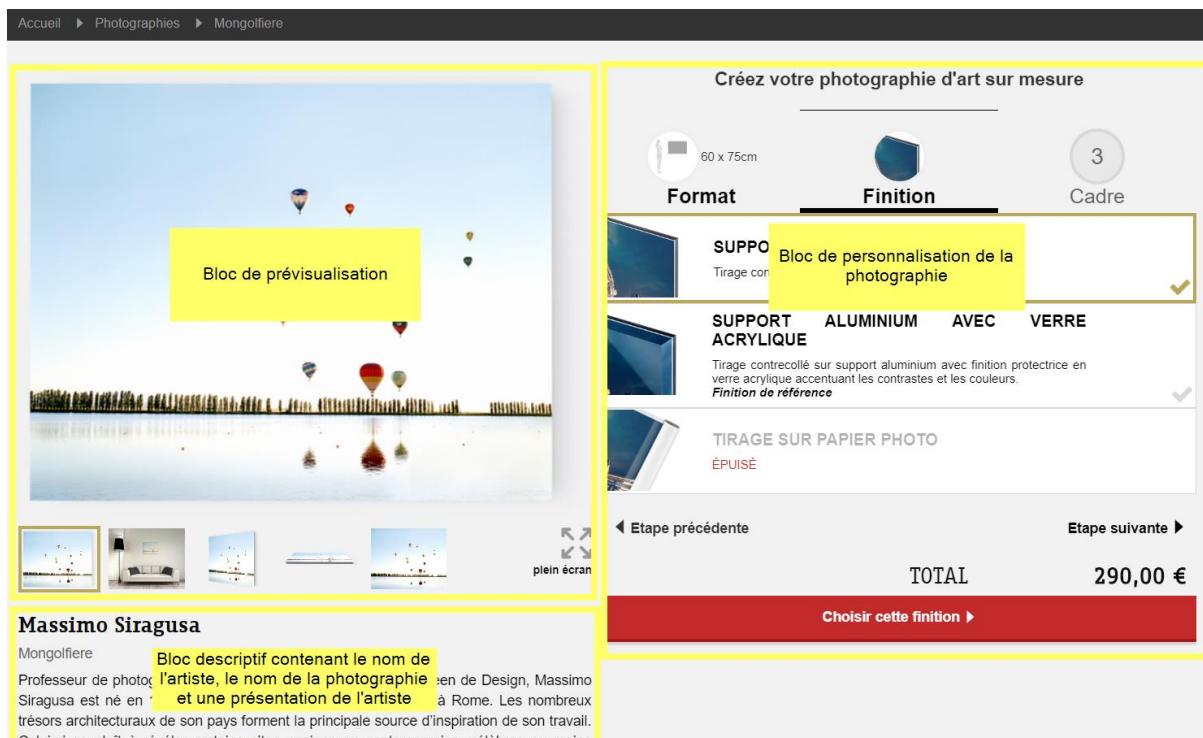 Accueil ▶ Photographies ▶ Mongolfiere
Bloc de prévisualisation
plein écran
Massimo Siragusa
Mongolfiere
Bloc descriptif contenant le nom de
l'artiste, le nom de la photographie
et une présentation de l'artiste
Professeur de photog
en de Design, Massimo
Siragusa est né en
à Rome. Les nombreux
trésors architecturaux de son pays forment la principale source d'inspiration de son travail.
Créez votre photographie d'art sur mesure
60 x 75cm
3
Format Finition Cadre
SUPPO
Tirage con
Bloc de personnalisation de la
photographie
SUPPORT ALUMINIUM AVEC VERRE
ACRYLIQUE
Tirage contrecollé sur support aluminium avec finition protectrice en
verre acrylique accentuant les contrastes et les couleurs.
Finition de référence
TIRAGE SUR PAPIER PHOTO
ÉPUISÉ
Etape précédente Etape suivante
TOTAL 290,00 €
Choisir cette finition